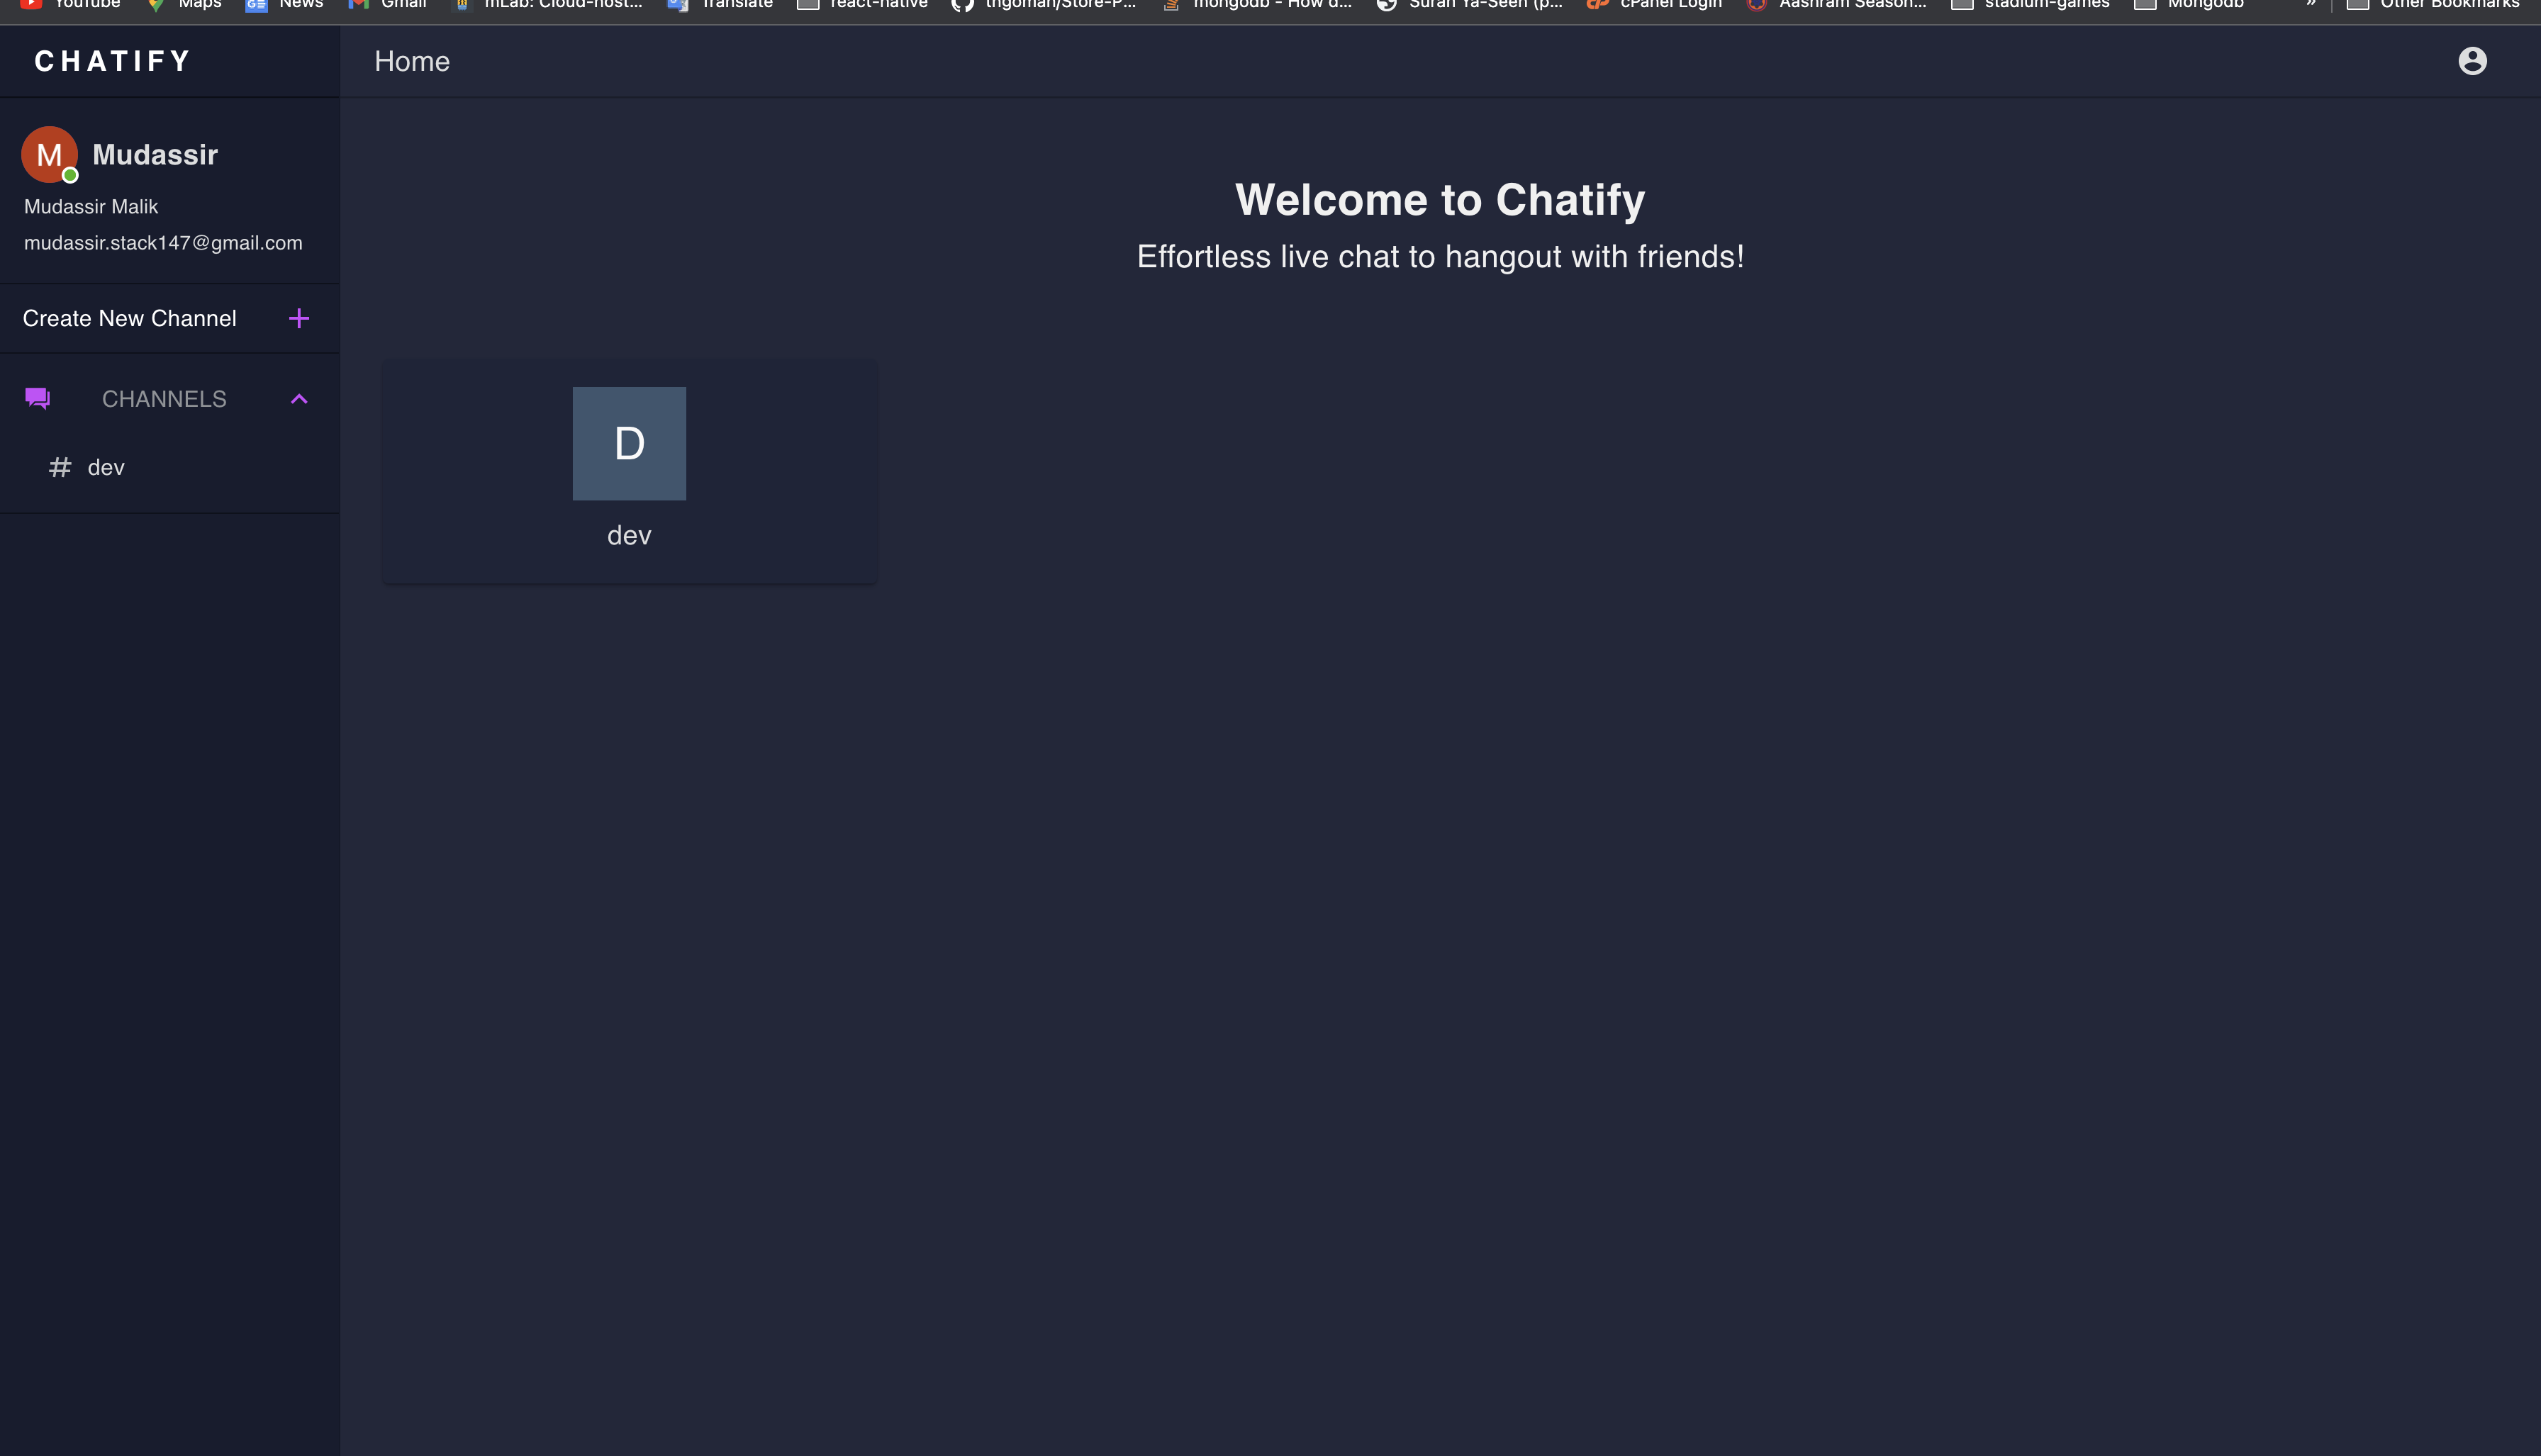 YouTube Maps News Gmail mLab: Cloud-host... Translate react-native thgoman/Store-P... mongodb - How d... Surah Ya-Seen (p... cPanel Login Aashram Season... stadium-games Mongodb » Other Bookmarks
CHATIFY
Home
M
Mudassir
Mudassir Malik
mudassir.stack147@gmail.com
Create New Channel +
CHANNELS
# dev
Welcome to Chatify
Effortless live chat to hangout with friends!
D
dev